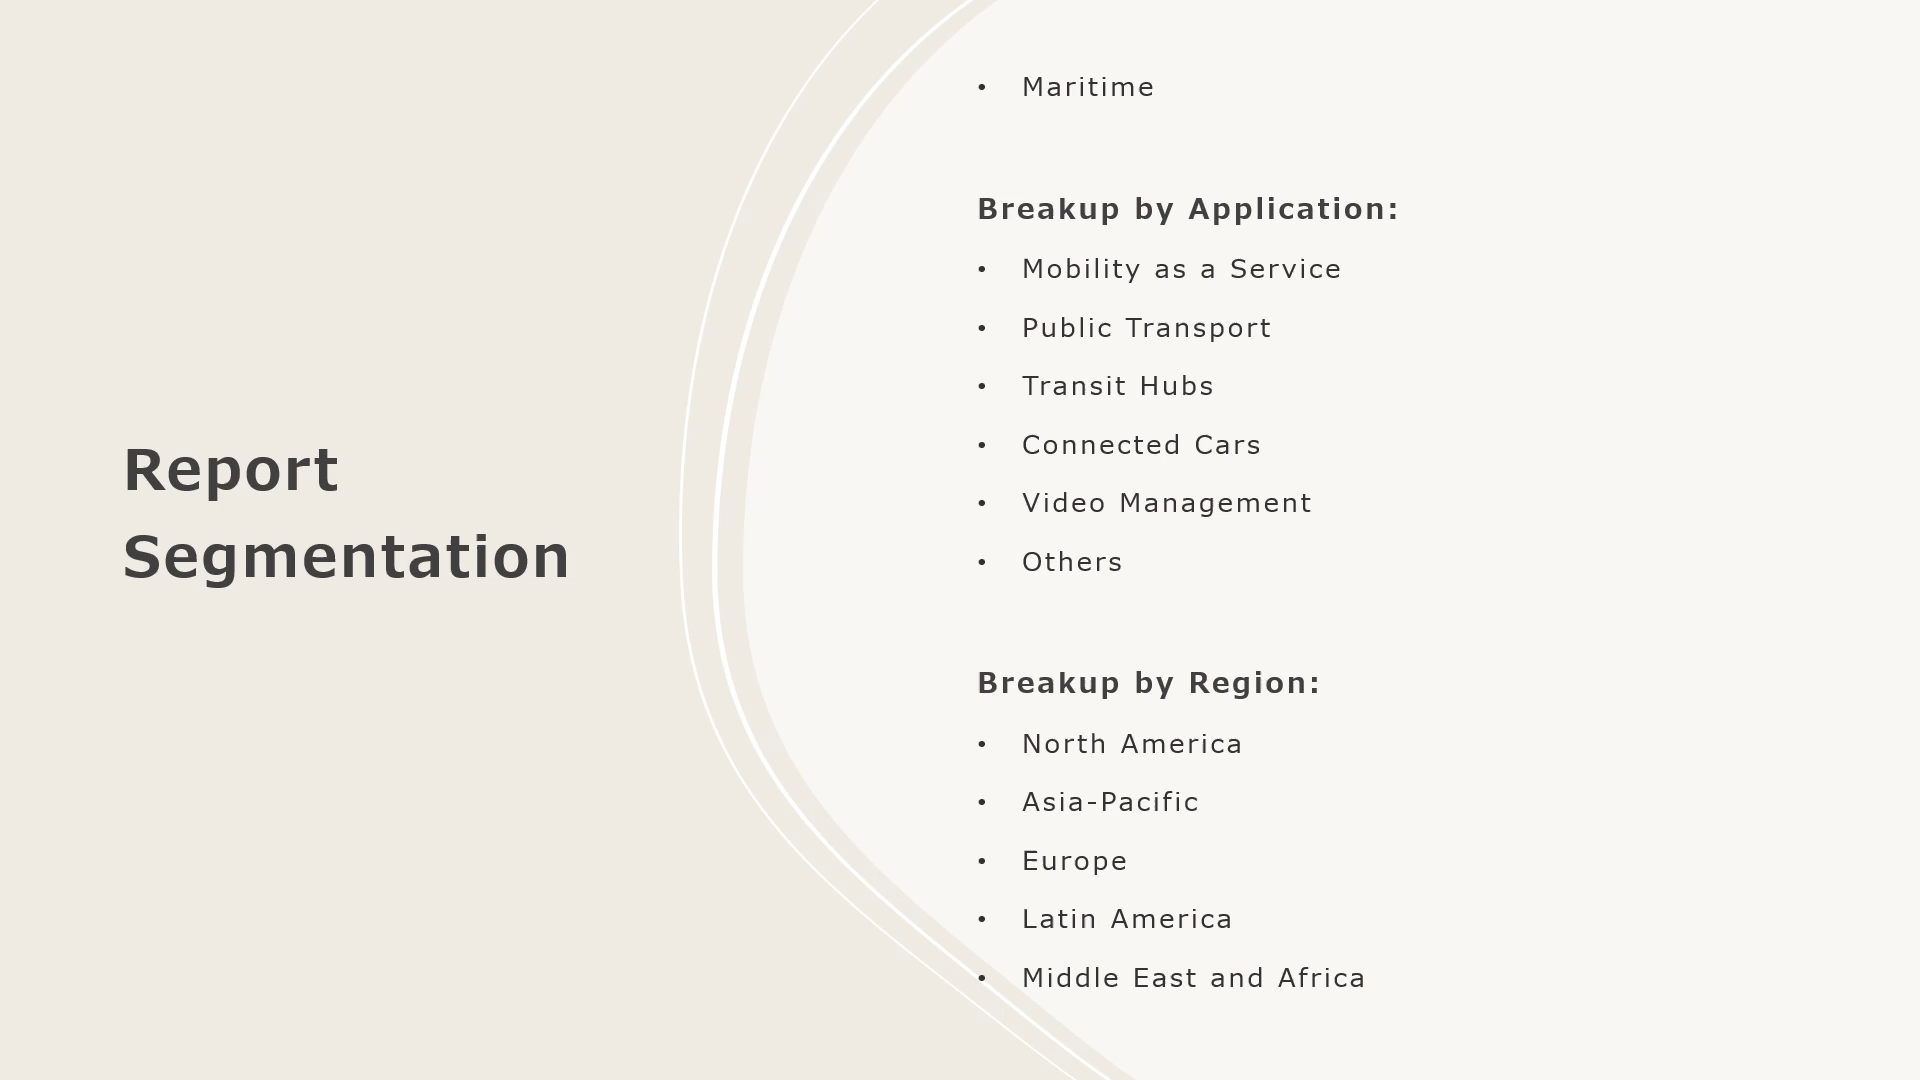 Report
Segmentation
• Maritime
Breakup by Application:
• Mobility as a Service
• Public Transport
• Transit Hubs
• Connected Cars
• Video Management
• Others
Breakup by Region:
• North America
• Asia-Pacific
• Europe
• Latin America
• Middle East and Africa